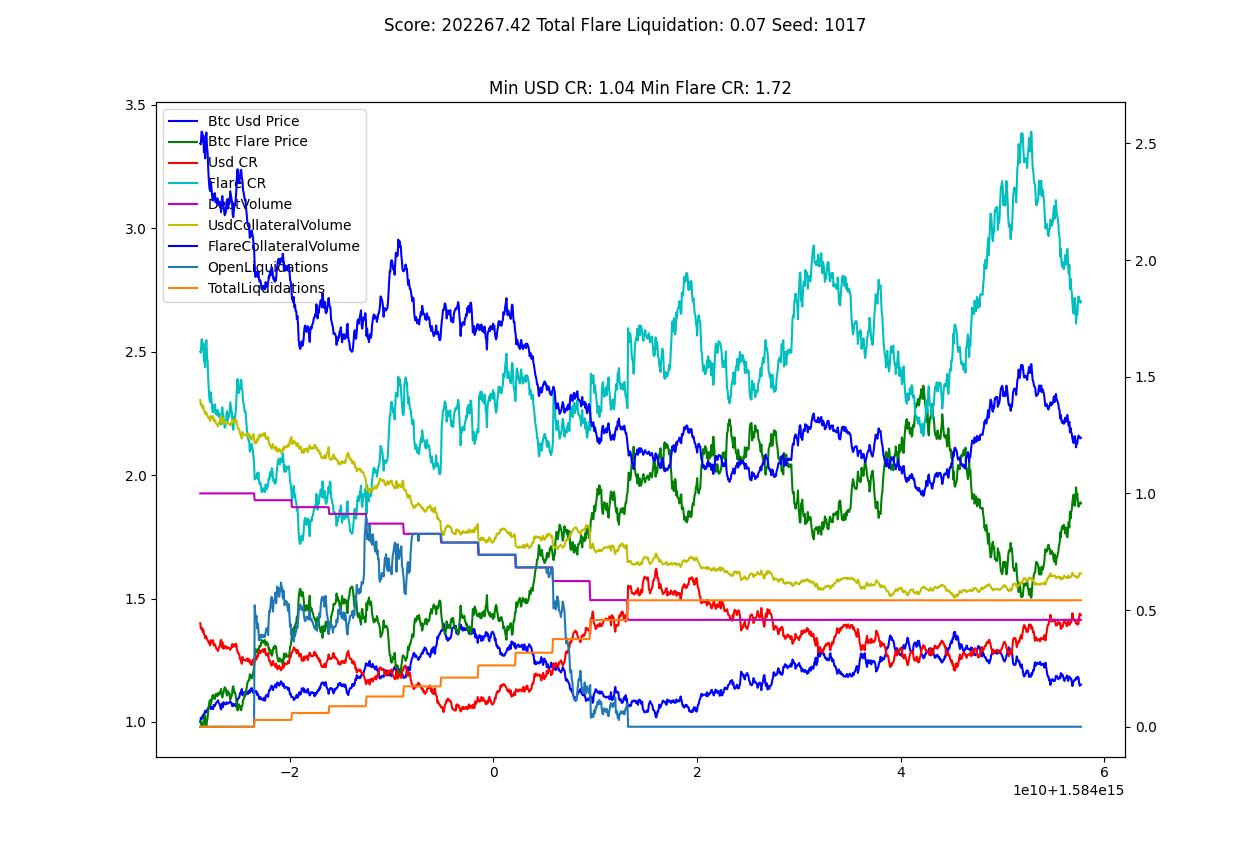 Score: 202267.42 Total Flare Liquidation: 0.07 Seed: 1017
Min USD CR: 1.04 Min Flare CR: 1.72
3.5
3.0
2.5
2.0
1.5
1.0
Btc Usd Price
Btc Flare Price
Usd CR
Flare CR
DebtVolume
UsdCollateralVolume
FlareCollateralVolume
OpenLiquidations
TotalLiquidations
2.5
2.0
1.5
1.0
0.5
0.0
−2
0
2
4
6
1e10+1.584e15